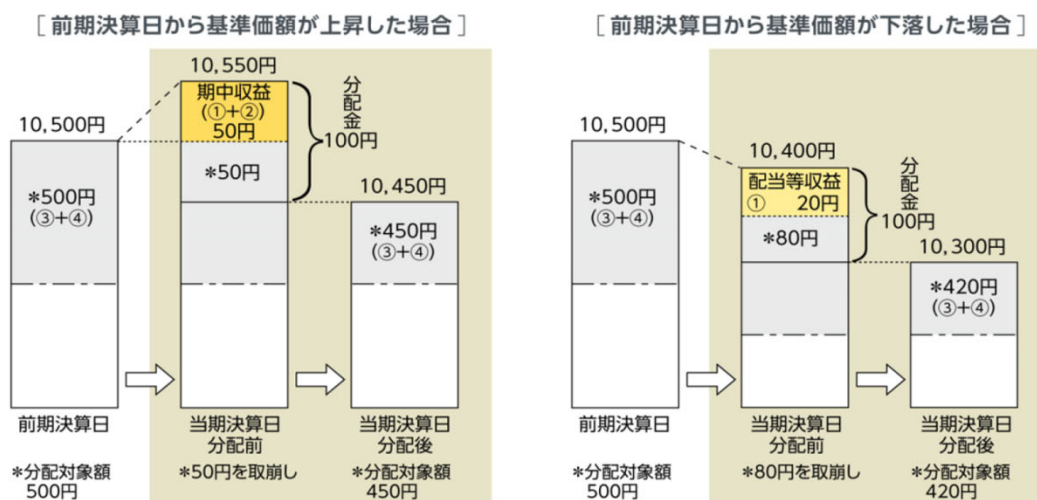 [前期決算日から基準価額が上昇した場合]
10,500円
*500円
(③+④)
前期決算日
*分配対象額
500円
10,550円
期中収益
(①+②)
50円
*50円
分配金
100円
当期決算日
分配前
*50円を取崩し
10,450円
*450円
(③+④)
当期決算日
分配後
*分配対象額
450円
[前期決算日から基準価額が下落した場合]
10,500円
*500円
(③+④)
前期決算日
*分配対象額
500円
10,400円
配当等収益
① 20円
*80円
分配金
100円
当期決算日
分配前
*80円を取崩し
10,300円
*420円
(③+④)
当期決算日
分配後
*分配対象額
420円